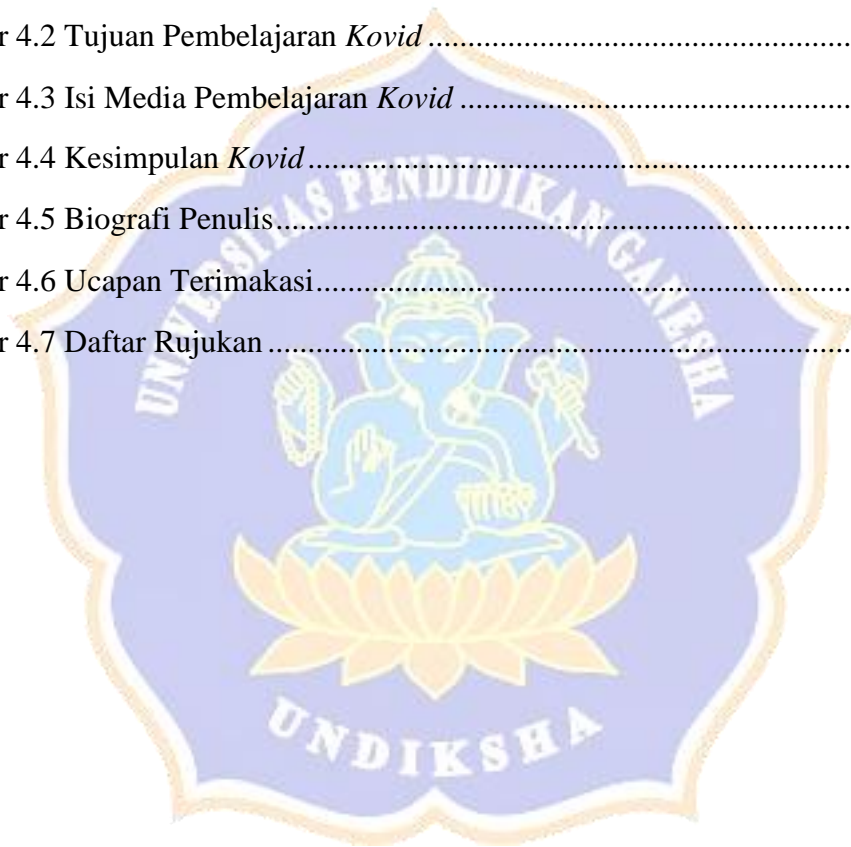 r 4.2 Tujuan Pembelajaran Kovid ....................................................
r 4.3 Isi Media Pembelajaran Kovid ................................................
r 4.4 Kesimpulan Kovid ...................................................................
r 4.5 Biografi Penulis.......................................................................
r 4.6 Ucapan Terimakasi..................................................................
r 4.7 Daftar Rujukan ........................................................................
UNIVERSITAS PENDIDIKAN GANESHA
UNDIKSHA